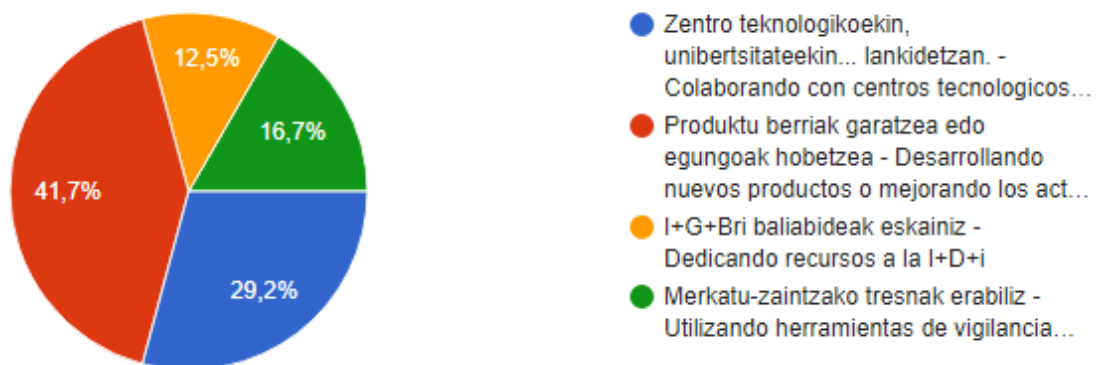 12,5%
16,7%
41,7%
29,2%
Zentro teknologikoekin,
unibertsitateekin... lankidetzan. -
Colaborando con centros tecnologicos…
Produktu berriak garatzea edo
egungoak hobetzea - Desarrollando
nuevos productos o mejorando los act…
I+G+Bri baliabideak eskainiz -
Dedicando recursos a la I+D+i
Merkatu-zaintzako tresnak erabiliz -
Utilizando herramientas de vigilancia…